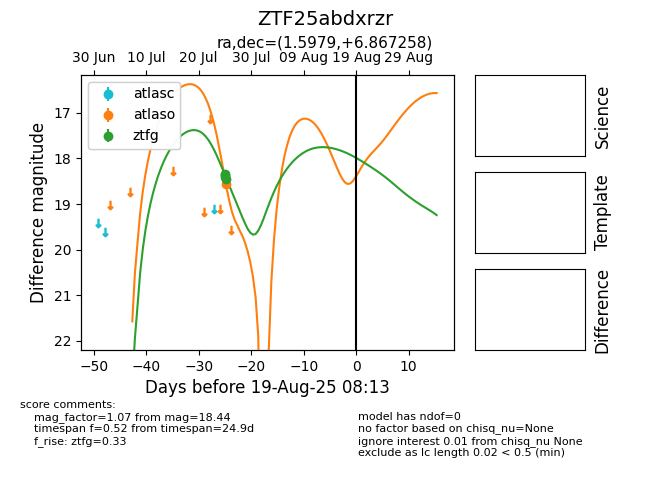 ZTF25abdxrzr
ra,dec=(1.5979,+6.867258)
30 Jun 10 Jul 20 Jul 30 Jul 09 Aug 19 Aug 29 Aug
atlasc
atlaso
ztfg
17
18
19
20
21
22
Difference magnitude
−50 −40 −30 −20 −10 0 10
Days before 19-Aug-25 08:13
Science
Template
Difference
score comments:
mag_factor=1.07 from mag=18.44
timespan f=0.52 from timespan=24.9d
f_rise: ztfg=0.33
model has ndof=0
no factor based on chisq_nu=None
ignore interest 0.01 from chisq_nu None
exclude as lc length 0.02 < 0.5 (min)